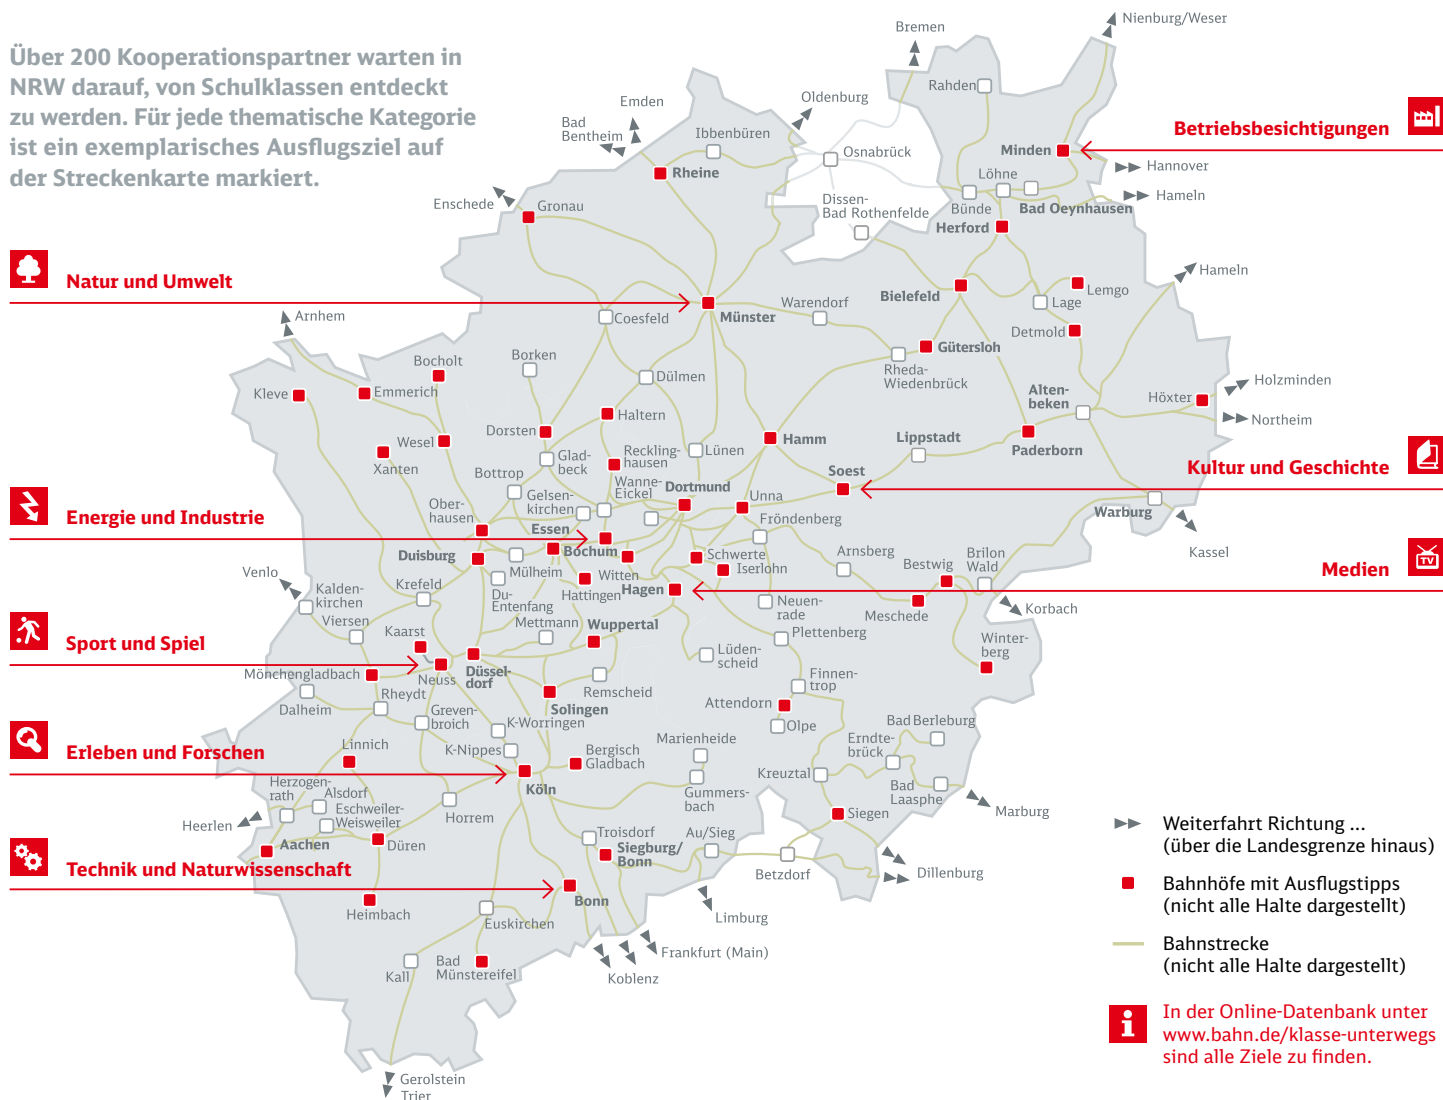 Über 200 Kooperationspartner warten in
NRW darauf, von Schulklassen entdeckt
zu werden. Für jede thematische Kategorie
ist ein exemplarisches Ausflugsziel auf
der Streckenkarte markiert.
Nienburg/Weser
Bremen
Rahden
Oldenburg
Emden
Bad
Bentheim
Ibbenbüren
Osnabrück
Rheine
Betriebsbesichtigungen
Minden
Hannover
Löhne
Hameln
Bünde
Bad Oeynhausen
Dissen-
Bad Rothenfelde
Herford
Enschede
Gronau
Natur und Umwelt
Münster
Warendorf
Bielefeld
Hameln
Lemgo
Lage
Detmold
Coesfeld
Arnhem
Gütersloh
Rheda-
Wiedenbrück
Bocholt
Borken
Dülmen
Kleve
Emmerich
Alten-
beken
Höxter
Holzminden
Northeim
Haltern
Dorsten
Wesel
Xanten
Hamm
Lippstadt
Paderborn
Glad-
beck
Reckling-
hausen
Lünen
Bottrop
Soest
Kultur und Geschichte
Wanne-
Eickel
Dortmund
Gelsen-
kirchen
Unna
Ober-
hausen
Energie und Industrie
Essen
Fröndenberg
Warburg
Kassel
Duisburg
Bochum
Schwerte
Iserlohn
Arnsberg
Bestwig
Brilon
Wald
Medien
Mülheim
Witten
Hattingen
Hagen
Venlo
Kalden-
kirchen
Krefeld
Du-
Entenfang
Neuen-
rade
Meschede
Korbach
Viersen
Mettmann
Wuppertal
Plettenberg
Winter-
berg
Sport und Spiel
Kaarst
Neuss
Düssel-
dorf
Lüden-
scheid
Mönchengladbach
Remscheid
Finnen-
trop
Rheydt
Dalheim
Solingen
Attendorn
Greven-
broich
K-Worringen
Olpe
Bad Berleburg
Erndte-
brück
Erleben und Forschen
Linnich
K-Nippes
Bergisch
Gladbach
Marienheide
Köln
Kreuztal
Gummers-
bach
Bad
Laasphe
Herzogen-
rath
Alsdorf
Eschweiler-
Weisweiler
Horrem
Marburg
Siegen
Heerlen
Troisdorf
Siegburg/
Bonn
Au/Sieg
Aachen
Düren
Betzdorf
Dillenburg
Technik und Naturwissenschaft
Bonn
Heimbach
Euskirchen
Limburg
Frankfurt (Main)
Koblenz
Kall
Bad
Münstereifel
Gerolstein
Trier
Weiterfahrt Richtung ...
(über die Landesgrenze hinaus)
Bahnhöfe mit Ausflugstipps
(nicht alle Halte dargestellt)
Bahnstrecke
(nicht alle Halte dargestellt)
In der Online-Datenbank unter
www.bahn.de/klasse-unterwegs
sind alle Ziele zu finden.
TV